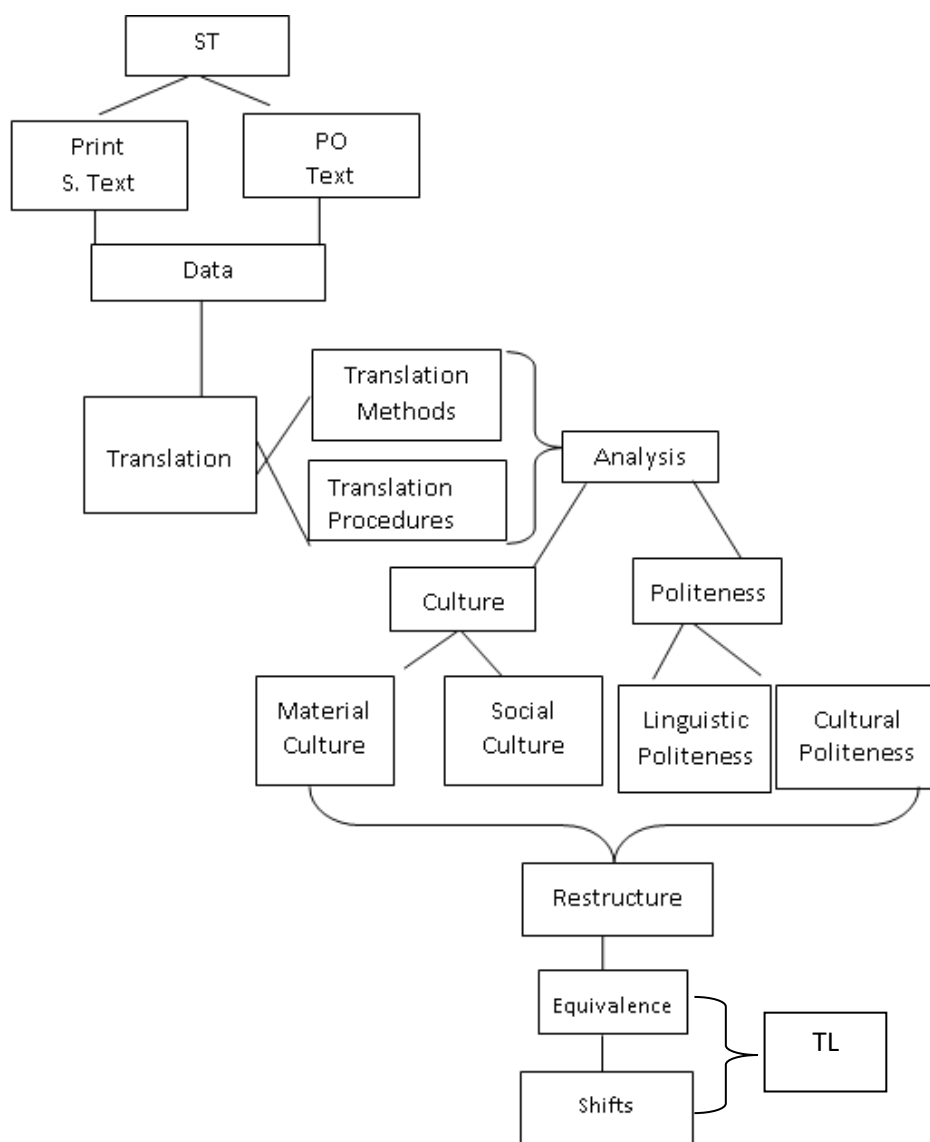 ST
Print
S. Text
PO
Text
Data
Translation
Methods
Translation
Analysis
Translation
Procedures
Culture
Politeness
Material
Culture
Social
Culture
Linguistic
Politeness
Cultural
Politeness
Restructure
Equivalence
TL
Shifts